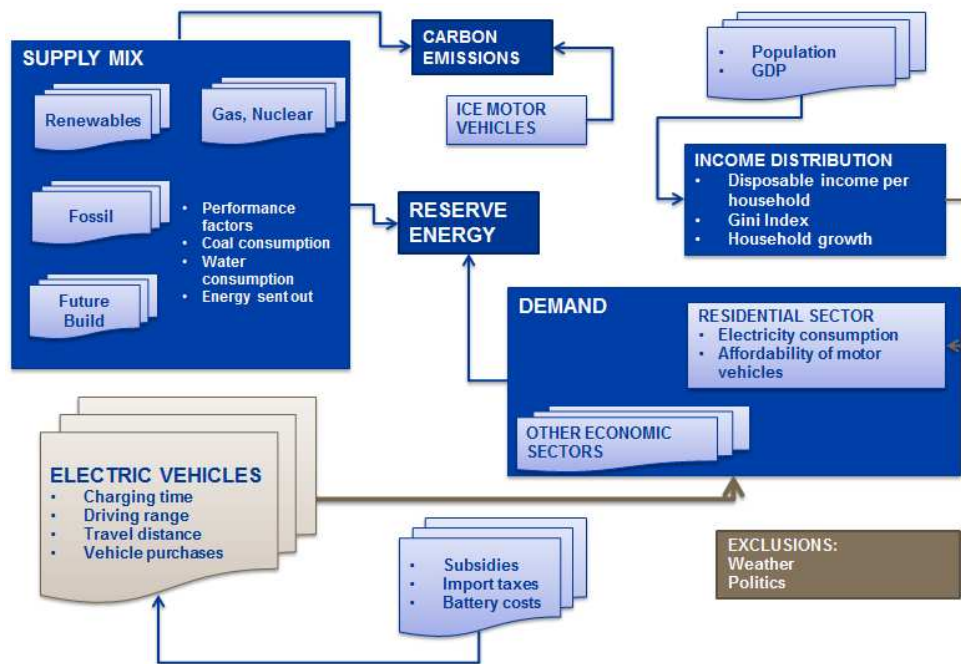 SUPPLY MIX
Renewables
Gas, Nuclear
Fossil
Future
Build
• Performance
factors
• Coal consumption
• Water
consumption
• Energy sent out
CARBON
EMISSIONS
ICE MOTOR
VEHICLES
RESERVE
ENERGY
• Population
• GDP
INCOME DISTRIBUTION
• Disposable income per
household
• Gini Index
• Household growth
DEMAND
RESIDENTIAL SECTOR
• Electricity consumption
• Affordability of motor
vehicles
OTHER ECONOMIC
SECTORS
ELECTRIC VEHICLES
• Charging time
• Driving range
• Travel distance
• Vehicle purchases
• Subsidies
• Import taxes
• Battery costs
EXCLUSIONS:
Weather
Politics